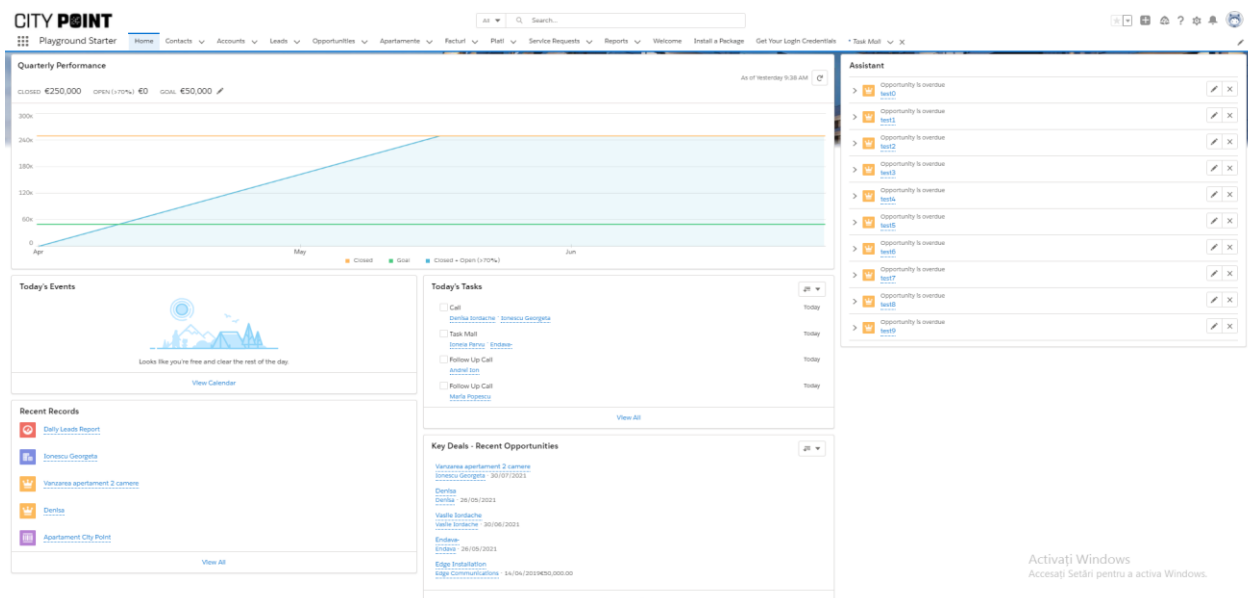 CITY POINT
All
Search...
Playground Starter
Home
Contacts
Accounts
Leads
Opportunities
Apartamente
Facturi
Plati
Service Requests
Reports
Welcome
Install a Package
Get Your Login Credentials
* Task Mail
Quarterly Performance
As of Yesterday 9:38 AM
CLOSED €250,000 OPEN (>70%) €0 GOAL €50,000
300k
240k
180k
120k
60k
0
Apr
May
Jun
Closed
Goal
Closed + Open (>70%)
Today's Events
Looks like you're free and clear the rest of the day.
View Calendar
Recent Records
Daily Leads Report
Ionescu Georgeta
Vanzarea apertament 2 camere
Denisa
Apartament City Point
View All
Today's Tasks
Call
Today
Denisa Iordache Ionescu Georgeta
Task Mail
Today
Ionela Parvu Endava-
Follow Up Call
Today
Andrei Ion
Follow Up Call
Today
Maria Popescu
View All
Key Deals - Recent Opportunities
Vanzarea apertament 2 camere
Ionescu Georgeta · 30/07/2021
Denisa
Denisa · 26/05/2021
Vasile Iordache
Vasile Iordache · 30/06/2021
Endava-
Endava · 26/05/2021
Edge Installation
Edge Communications · 14/04/2019€50,000.00
Assistant
Opportunity is overdue
test0
Opportunity is overdue
test1
Opportunity is overdue
test2
Opportunity is overdue
test3
Opportunity is overdue
test4
Opportunity is overdue
test5
Opportunity is overdue
test6
Opportunity is overdue
test7
Opportunity is overdue
test8
Opportunity is overdue
test9
Activați Windows
Accesați Setări pentru a activa Windows.